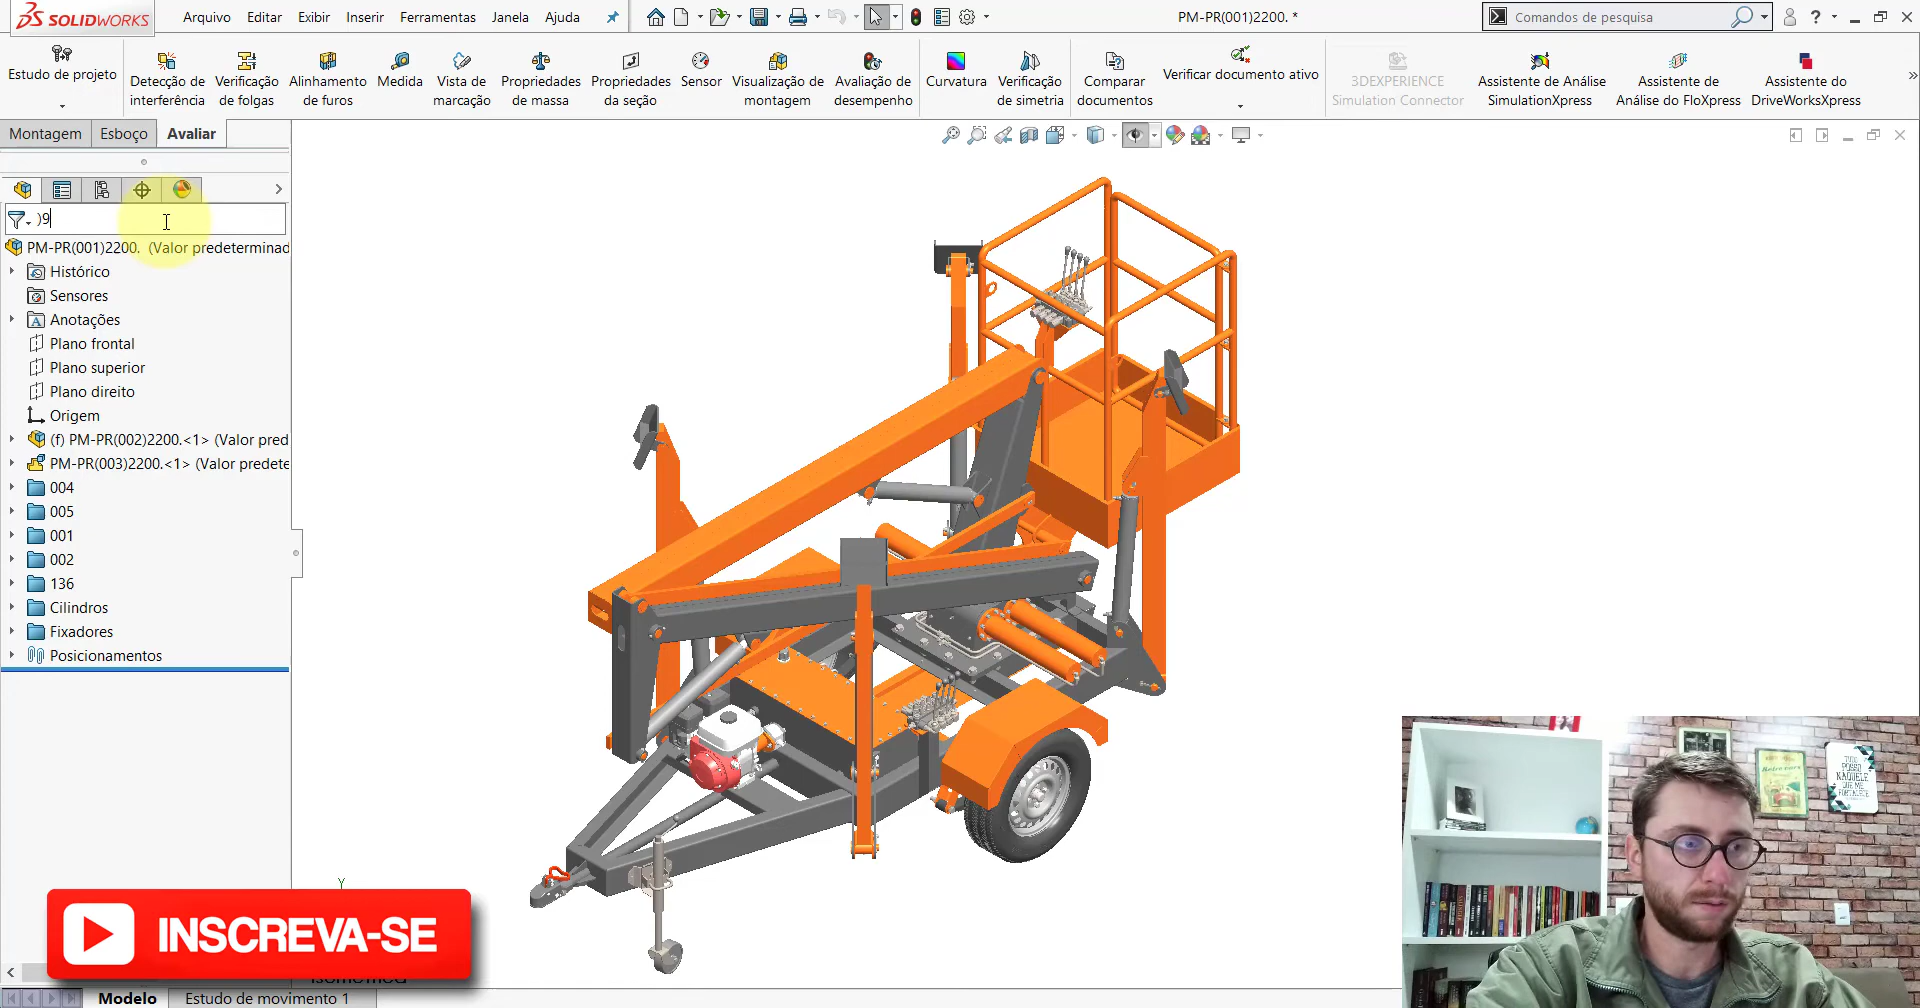 SOLIDWORKS
Arquivo Editar Exibir Inserir Ferramentas Janela Ajuda
PM-PR(001)2200. *
Comandos de pesquisa
?
Estudo de projeto
Detecção de interferência
Verificação de folgas
Alinhamento de furos
Medida
Vista de marcação
Propriedades de massa
Propriedades da seção
Sensor
Visualização de montagem
Avaliação de desempenho
Curvatura
Verificação de simetria
Comparar documentos
Verificar documento ativo
3DEXPERIENCE Simulation Connector
Assistente de Análise SimulationXpress
Assistente de Análise do FloXpress
Assistente do DriveWorksXpress
Montagem Esboço Avaliar
)9
PM-PR(001)2200. (Valor predeterminad
Histórico
Sensores
Anotações
Plano frontal
Plano superior
Plano direito
Origem
(f) PM-PR(002)2200.<1> (Valor pred
PM-PR(003)2200.<1> (Valor predete
004
005
001
002
136
Cilindros
Fixadores
Posicionamentos
Y
INSCREVA-SE
Modelo Estudo de movimento 1
TUDO
POSSO
NAQUELE
QUE ME
FORTALECE